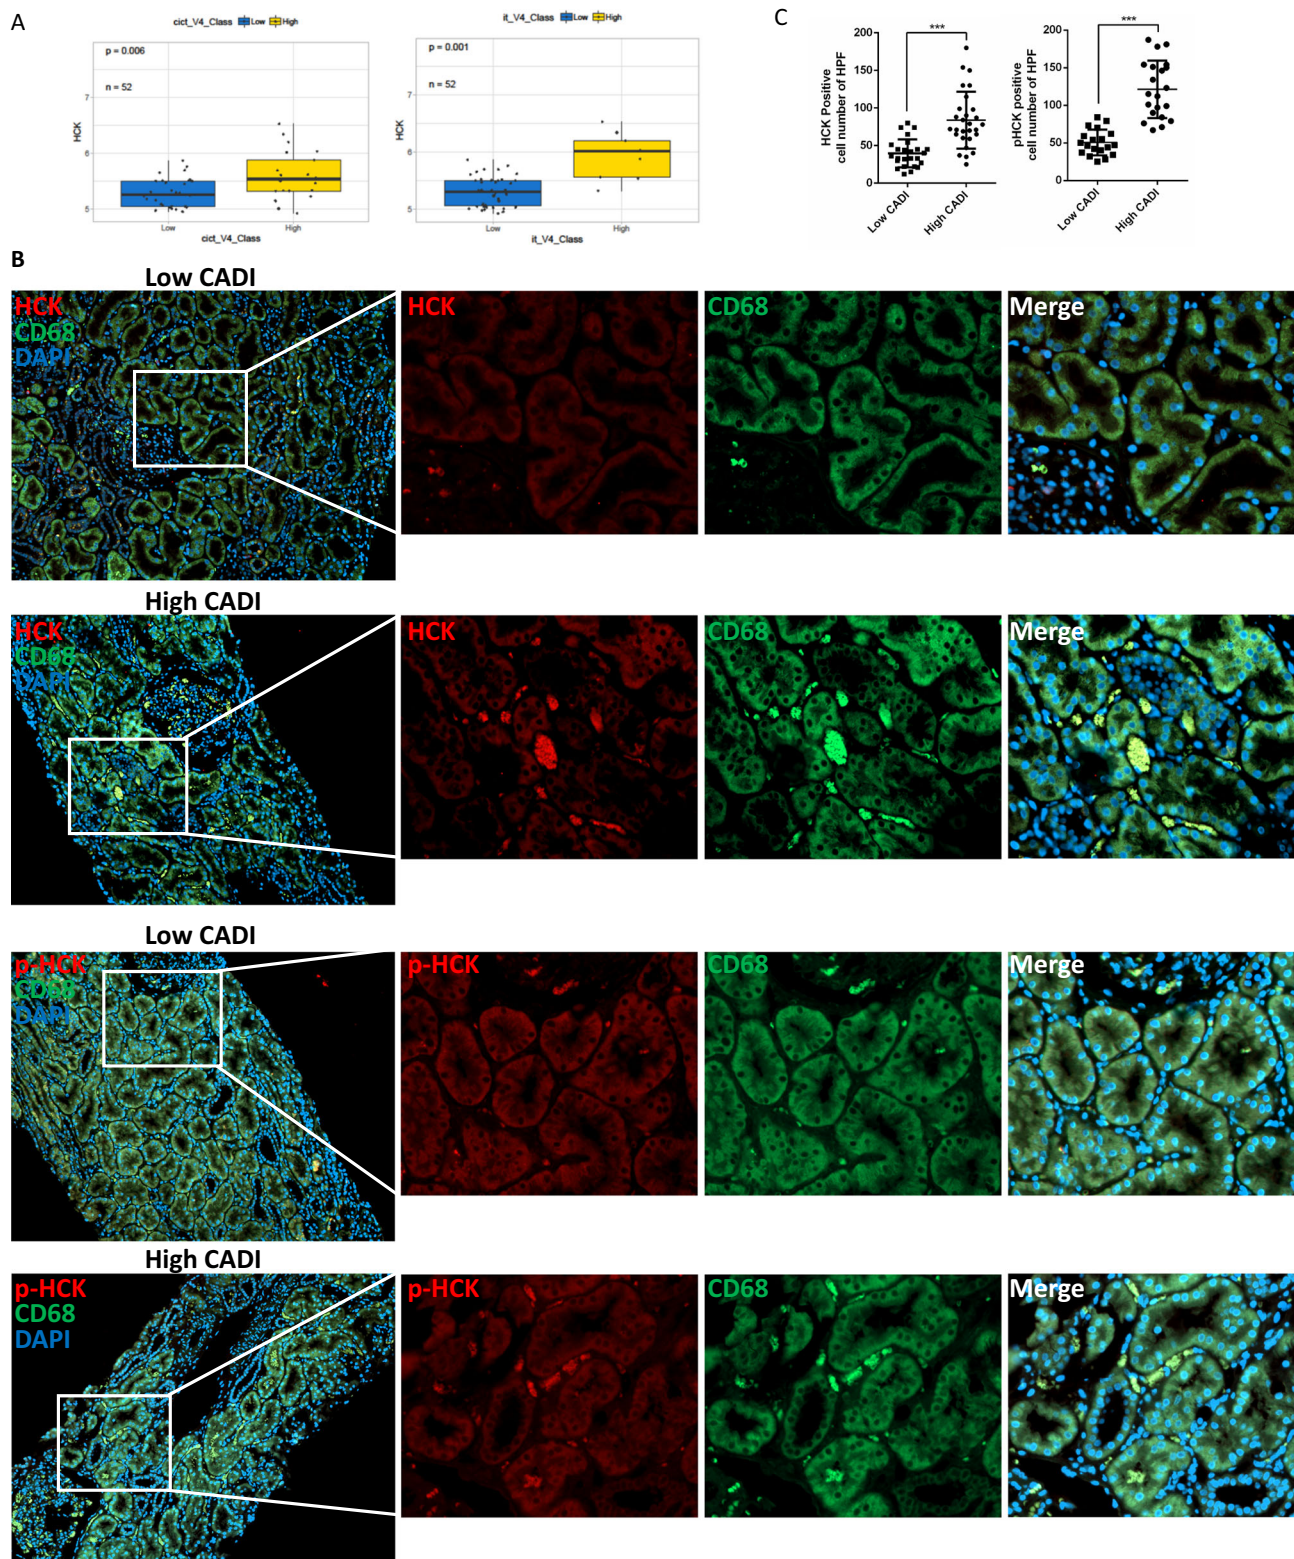 A
cict_V4_Class Low High
p = 0.006
n = 52
7
6
5
HCK
Low High
cict_V4_Class
it_V4_Class Low High
p = 0.001
n = 52
7
6
5
HCK
Low High
it_V4_Class
C
***
200
150
100
50
0
HCK Positive
cell number of HPF
Low CADI
High CADI
***
200
150
100
50
0
pHCK positive
cell number of HPF
Low CADI
High CADI
B
Low CADI
HCK
CD68
DAPI
HCK
CD68
Merge
High CADI
HCK
CD68
DAPI
HCK
CD68
Merge
Low CADI
p-HCK
CD68
DAPI
p-HCK
CD68
Merge
High CADI
p-HCK
CD68
DAPI
p-HCK
CD68
Merge